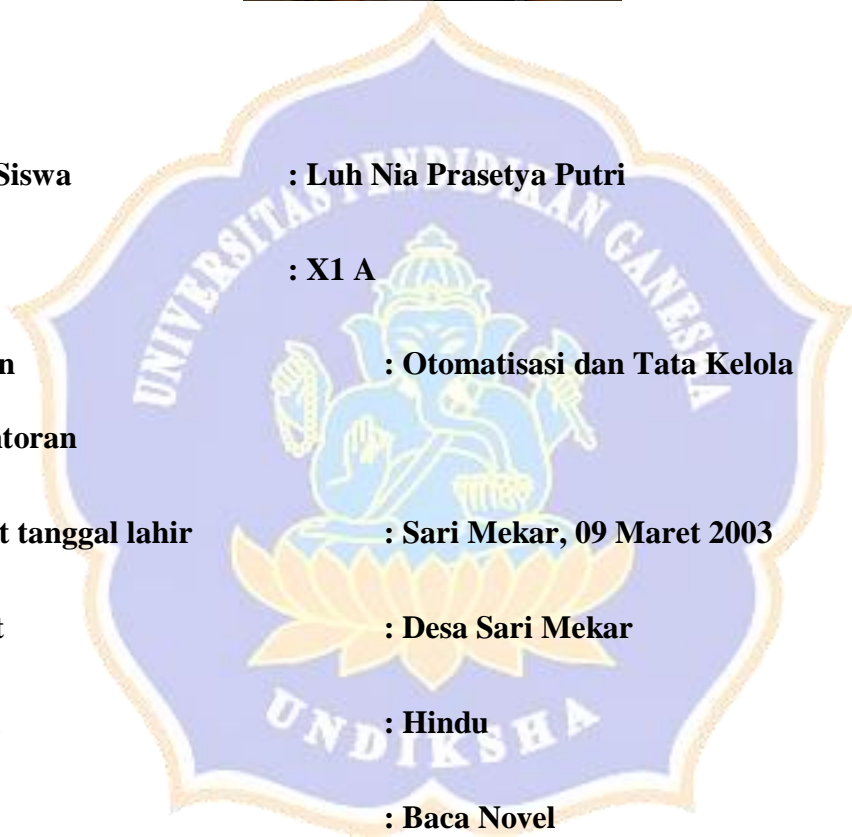 Siswa : Luh Nia Prasetya Putri
: X1 A
n : Otomatisasi dan Tata Kelola
ntoran
t tanggal lahir : Sari Mekar, 09 Maret 2003
t : Desa Sari Mekar
: Hindu
: Baca Novel
UNIVERSITAS PENDIDIKAN GANESHA
UNDIKSHA